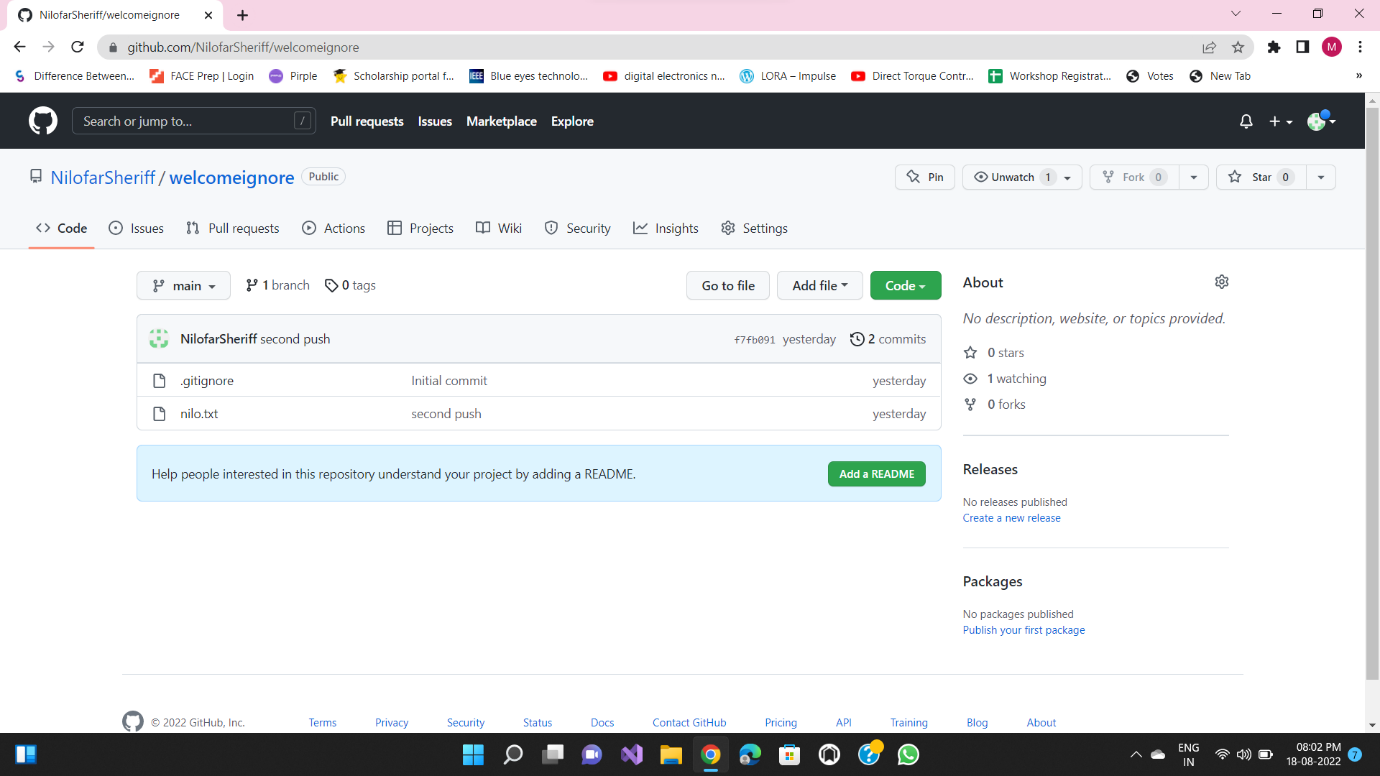 NilofarSheriff/welcomeignore
github.com/NilofarSheriff/welcomeignore
M
Difference Between... FACE Prep | Login Pirple Scholarship portal f... IEEE Blue eyes technolo... digital electronics n... LORA – Impulse Direct Torque Contr... Workshop Registrat... Votes New Tab »
Search or jump to... / Pull requests Issues Marketplace Explore
NilofarSheriff / welcomeignore Public Pin Unwatch 1 Fork 0 Star 0
Code Issues Pull requests Actions Projects Wiki Security Insights Settings
main 1 branch 0 tags Go to file Add file Code
NilofarSheriff second push f7fb091 yesterday 2 commits
.gitignore Initial commit yesterday
nilo.txt second push yesterday
Help people interested in this repository understand your project by adding a README. Add a README
About
No description, website, or topics provided.
0 stars
1 watching
0 forks
Releases
No releases published
Create a new release
Packages
No packages published
Publish your first package
© 2022 GitHub, Inc. Terms Privacy Security Status Docs Contact GitHub Pricing API Training Blog About
ENG
IN
08:02 PM
18-08-2022
7